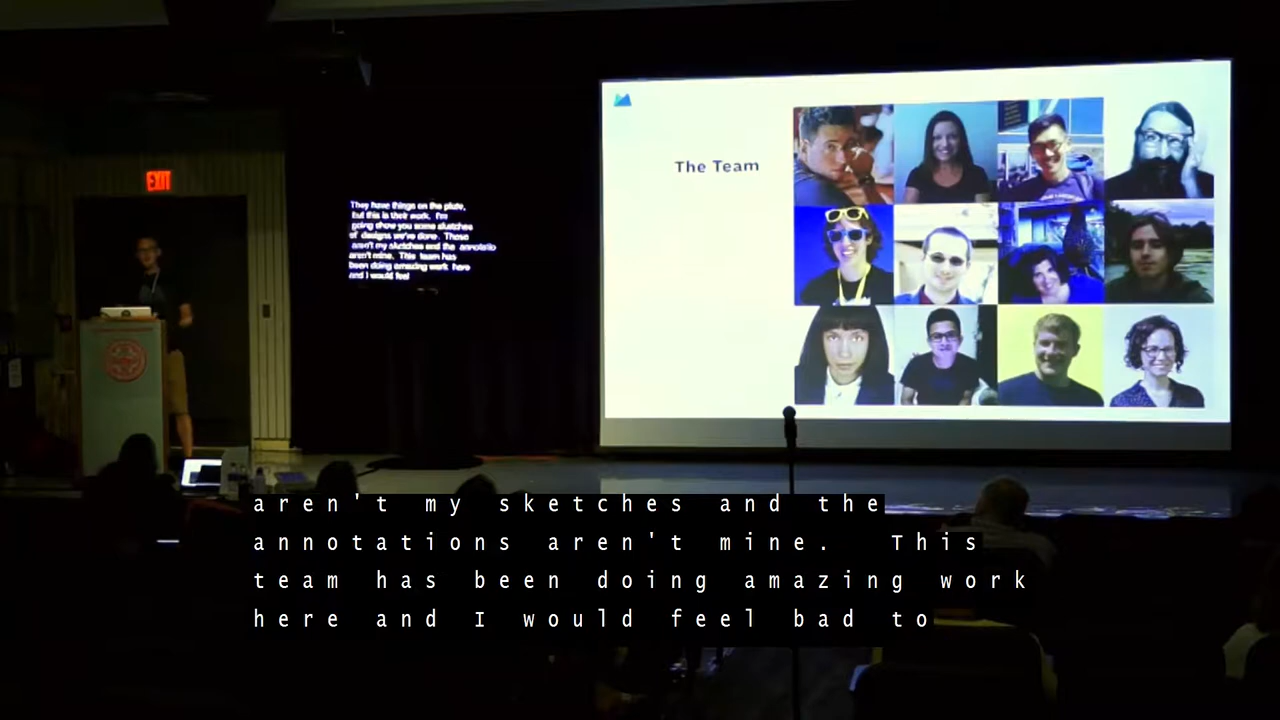 EXIT
The Team
They have things on the plate,
but this is their work. I'm
going show you some sketches
of designs we've done. Those
aren't my sketches and the annotatio
aren't mine. This team has
been doing amazing work here
and I would feel
aren't my sketches and the
annotations aren't mine. This
team has been doing amazing work
here and I would feel bad to